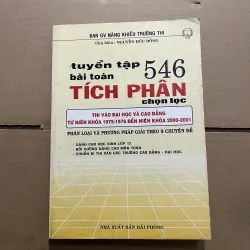 BAN GV NĂNG KHIẾU TRƯỜNG THI
Chủ biên: NGUYỄN ĐỨC ĐỒNG
tuyển tập 546
bài toán
TÍCH PHÂN
chọn lọc
THI VÀO ĐẠI HỌC VÀ CAO ĐẲNG
TỪ NIÊN KHÓA 1975-1976 ĐẾN NIÊN KHÓA 2000-2001
PHÂN LOẠI VÀ PHƯƠNG PHÁP GIẢI THEO 9 CHUYÊN ĐỀ
- DÀNH CHO HỌC SINH LỚP 12
- BỒI DƯỠNG NÂNG CAO MÔN TOÁN
- CHUẨN BỊ THI VÀO CÁC TRƯỜNG CAO ĐẲNG - ĐẠI HỌC
NHÀ XUẤT BẢN HẢI PHÒNG